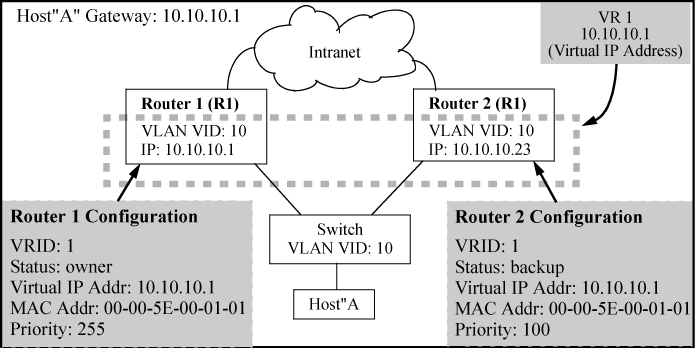 Host"A" Gateway: 10.10.10.1
VR 1
10.10.10.1
(Virtual IP Address)
Intranet
Router 1 (R1)
VLAN VID: 10
IP: 10.10.10.1
Router 2 (R1)
VLAN VID: 10
IP: 10.10.10.23
Router 1 Configuration
VRID: 1
Status: owner
Virtual IP Addr: 10.10.10.1
MAC Addr: 00-00-5E-00-01-01
Priority: 255
Switch
VLAN VID: 10
Host"A
Router 2 Configuration
VRID: 1
Status: backup
Virtual IP Addr: 10.10.10.1
MAC Addr: 00-00-5E-00-01-01
Priority: 100